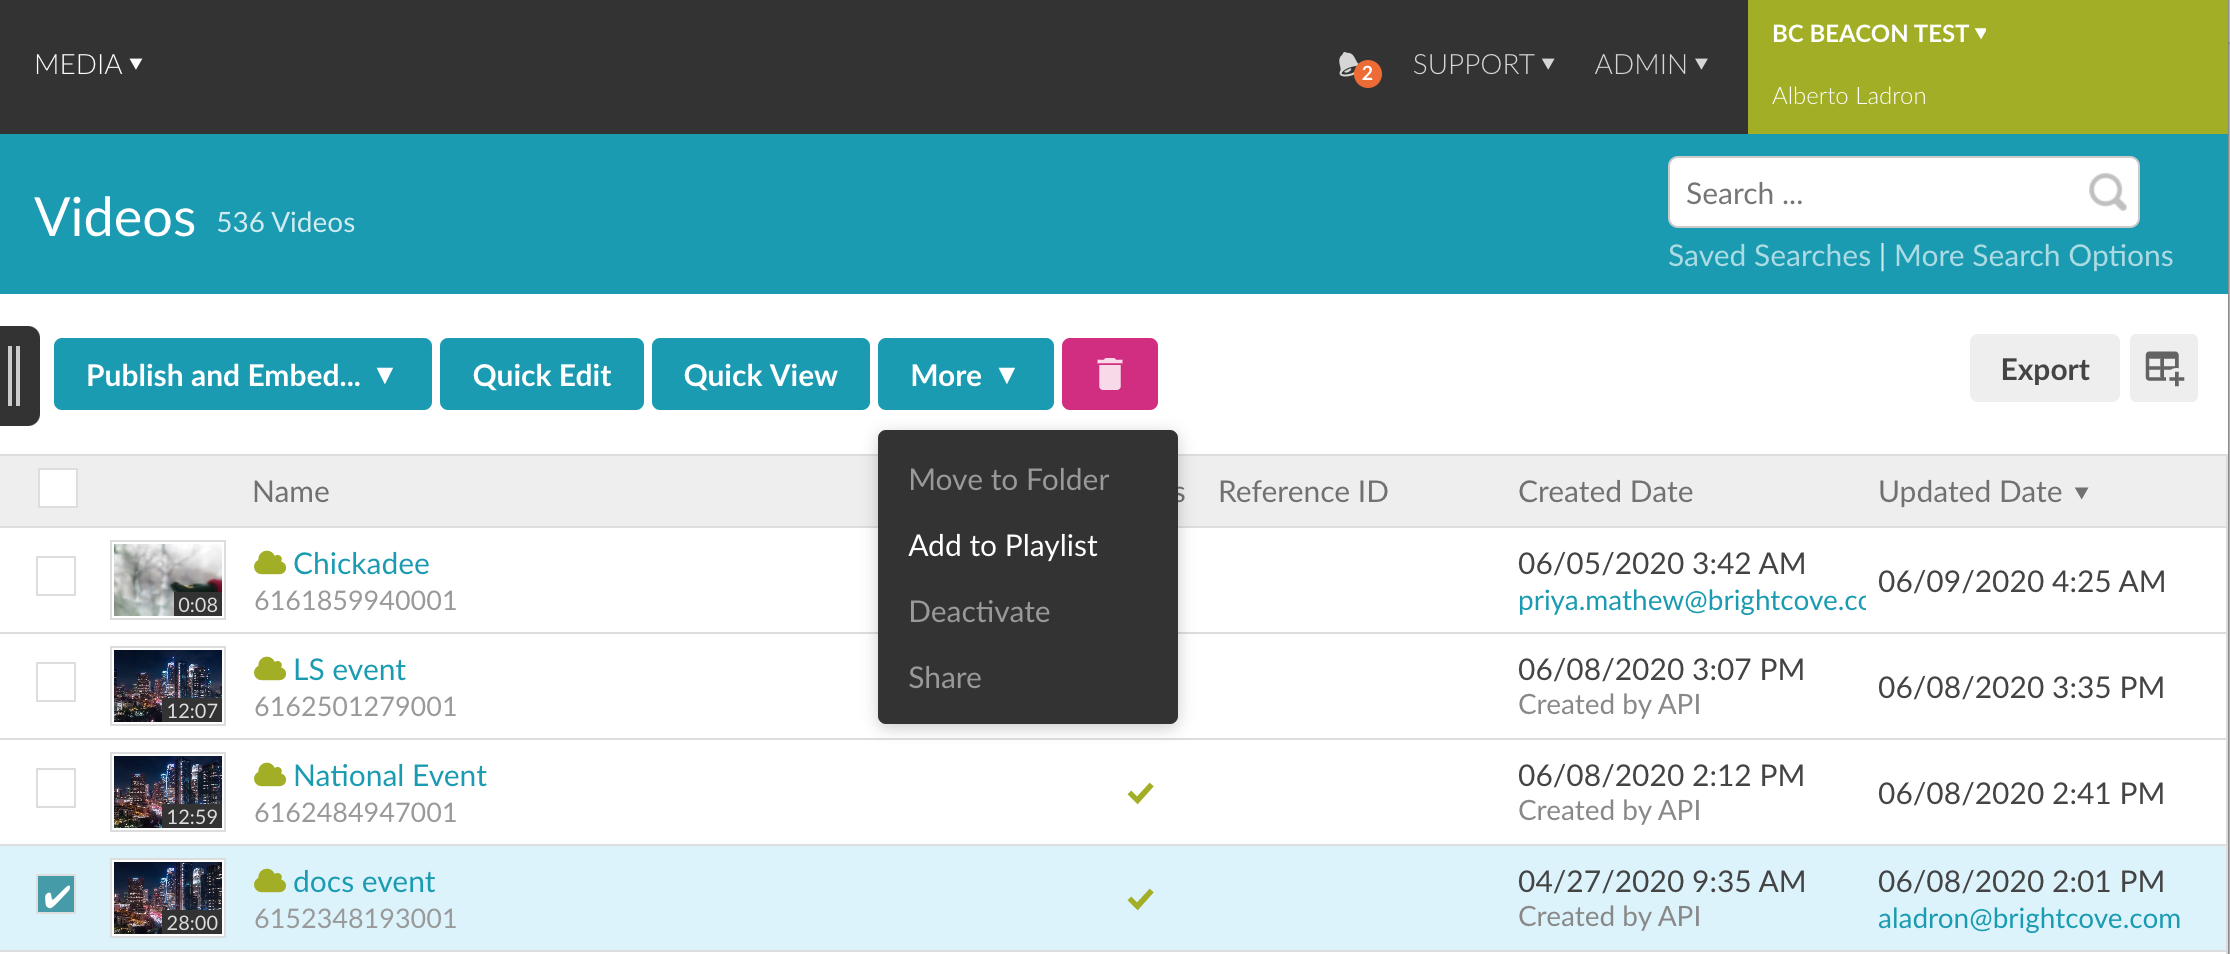 MEDIA ▼
2
SUPPORT ▼
ADMIN ▼
BC BEACON TEST ▼
Alberto Ladron
Videos 536 Videos
Search ...
Saved Searches | More Search Options
Publish and Embed... ▼
Quick Edit
Quick View
More ▼
Export
Move to Folder
Add to Playlist
Deactivate
Share
Name
s
Reference ID
Created Date
Updated Date ▼
0:08
Chickadee
6161859940001
06/05/2020 3:42 AM
priya.mathew@brightcove.co
06/09/2020 4:25 AM
12:07
LS event
6162501279001
06/08/2020 3:07 PM
Created by API
06/08/2020 3:35 PM
12:59
National Event
6162484947001
06/08/2020 2:12 PM
Created by API
06/08/2020 2:41 PM
28:00
docs event
6152348193001
04/27/2020 9:35 AM
Created by API
06/08/2020 2:01 PM
aladron@brightcove.com